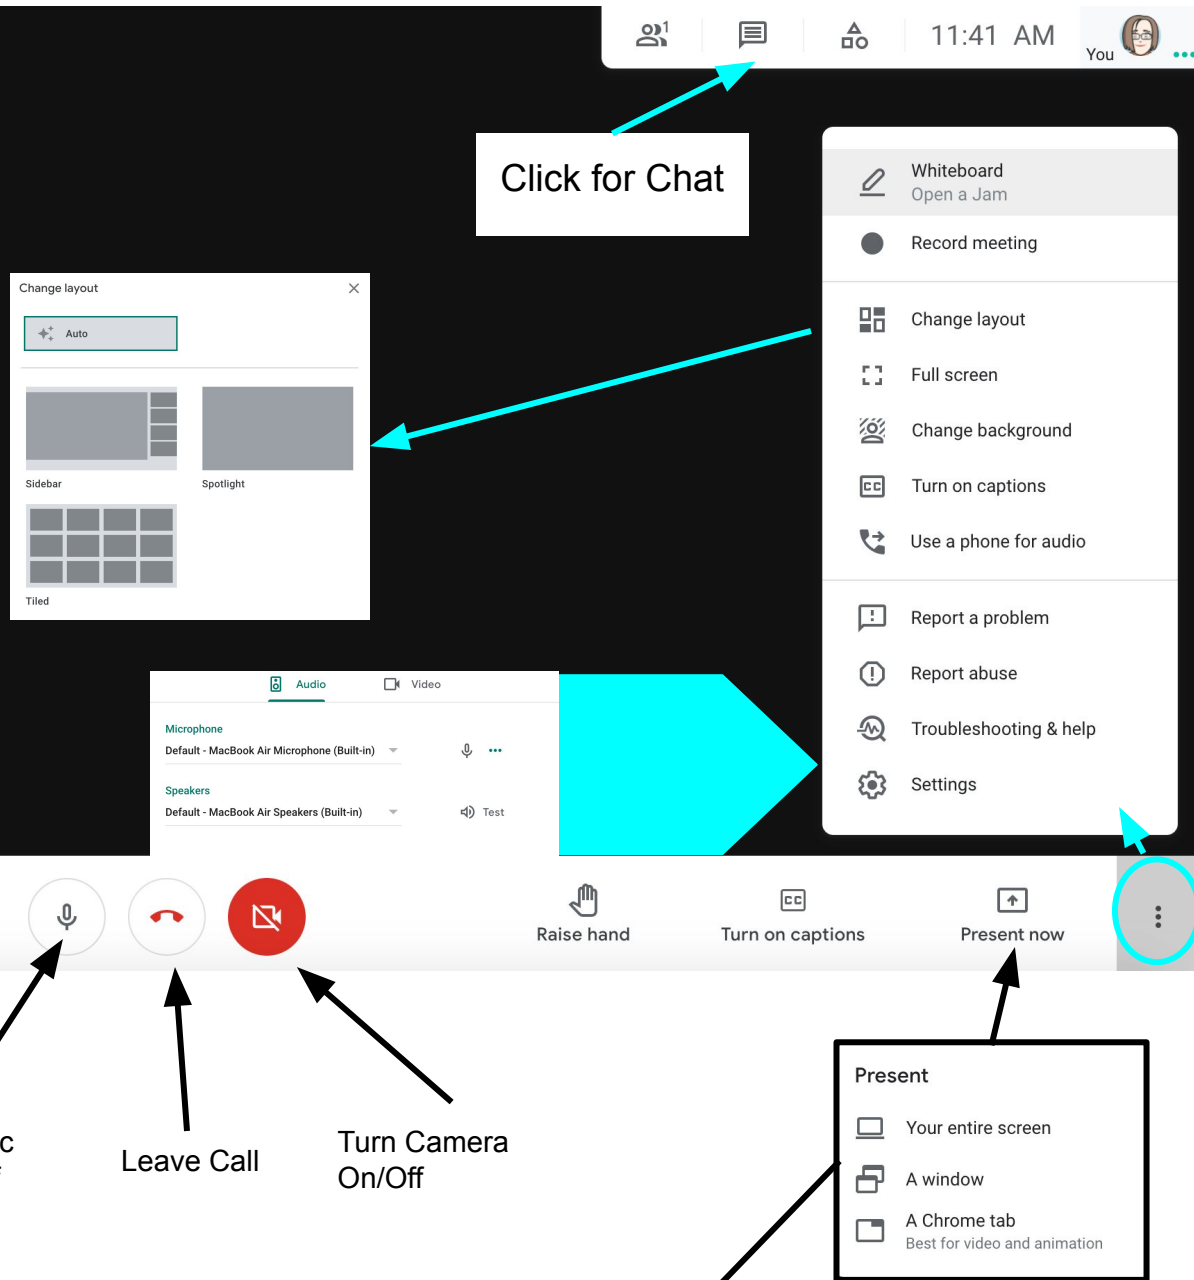 1
11:41 AM
You
Click for Chat
Whiteboard
Open a Jam
Record meeting
Change layout
Full screen
Change background
Turn on captions
Use a phone for audio
Report a problem
Report abuse
Troubleshooting & help
Settings
Change layout
Auto
Sidebar
Spotlight
Tiled
Audio
Video
Microphone
Default - MacBook Air Microphone (Built-in)
Speakers
Default - MacBook Air Speakers (Built-in)
Test
Raise hand
CC
Turn on captions
Present now
Leave Call
Turn Camera
On/Off
Present
Your entire screen
A window
A Chrome tab
Best for video and animation